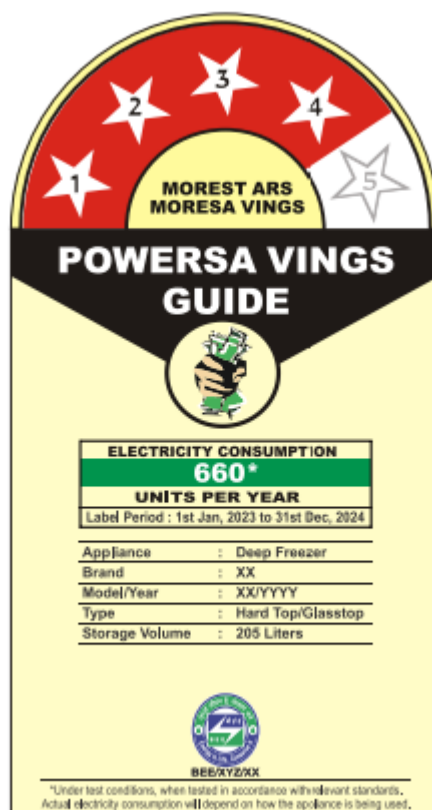 1 2 3 4 5
MOREST ARS
MORESA VINGS
POWERSA VINGS
GUIDE
ELECTRICITY CONSUMPTION
660*
UNITS PER YEAR
Label Period : 1st Jan, 2023 to 31st Dec, 2024
Appliance : Deep Freezer
Brand : XX
Model/Year : XX/YYYY
Type : Hard Top/Glasstop
Storage Volume : 205 Liters
BEE/XYZ/XX
*Under test conditions, when tested in accordance with relevant standards.
Actual electricity consumption will depend on how the appliance is being used.